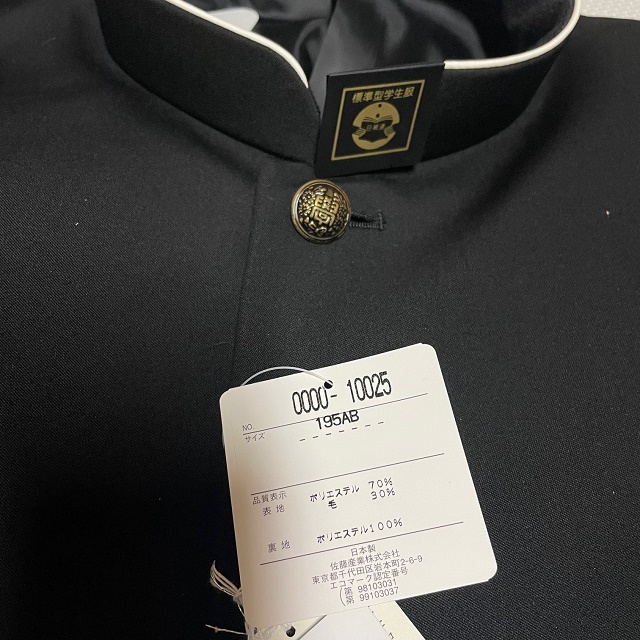 標準型学生服
0000-10025
NO.
195AB
サイズ
-------
品質表示
表地 ポリエステル 70%
毛 30%
裏地 ポリエステル100%
日本製
佐藤産業株式会社
東京都千代田区岩本町2-6-9
エコマーク認定番号
(第 98103031
第 99103037)